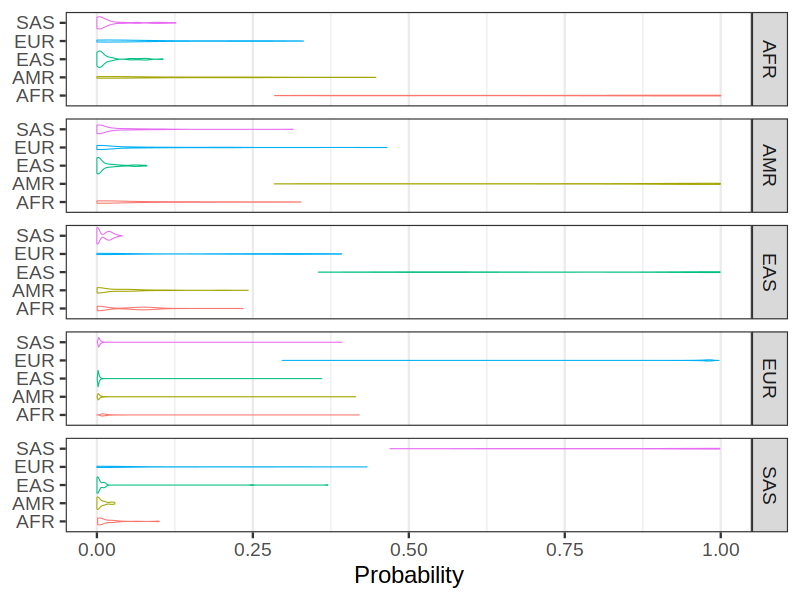 SAS
EUR
EAS
AMR
AFR
AFR
SAS
EUR
EAS
AMR
AFR
AMR
SAS
EUR
EAS
AMR
AFR
EAS
SAS
EUR
EAS
AMR
AFR
EUR
SAS
EUR
EAS
AMR
AFR
SAS
0.00 0.25 0.50 0.75 1.00
Probability